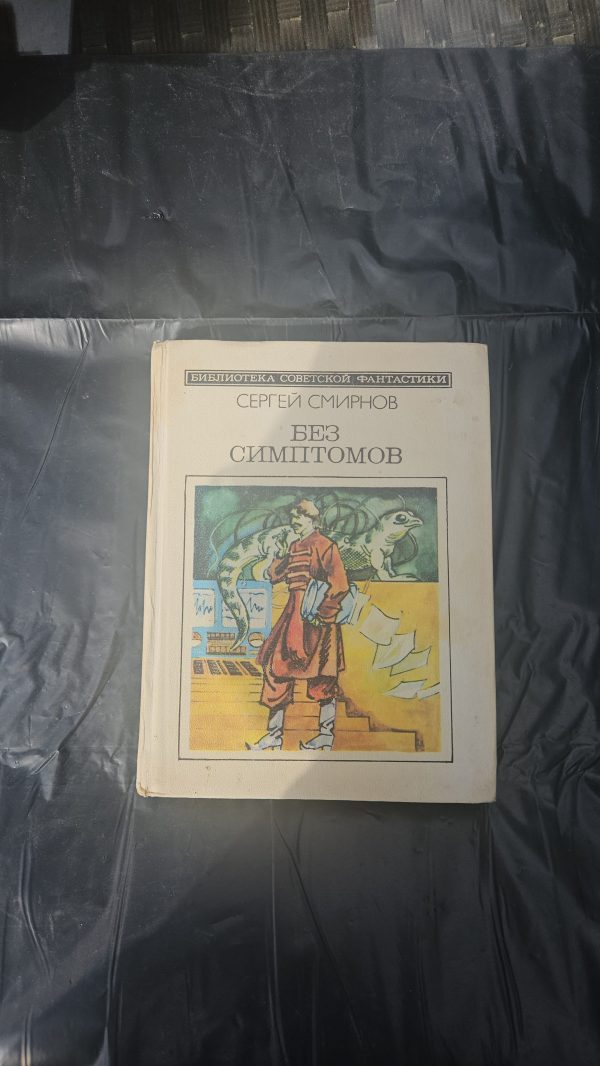 БИБЛИОТЕКА СОВЕТСКОЙ ФАНТАСТИКИ
СЕРГЕЙ СМИРНОВ
БЕЗ
СИМПТОМОВ